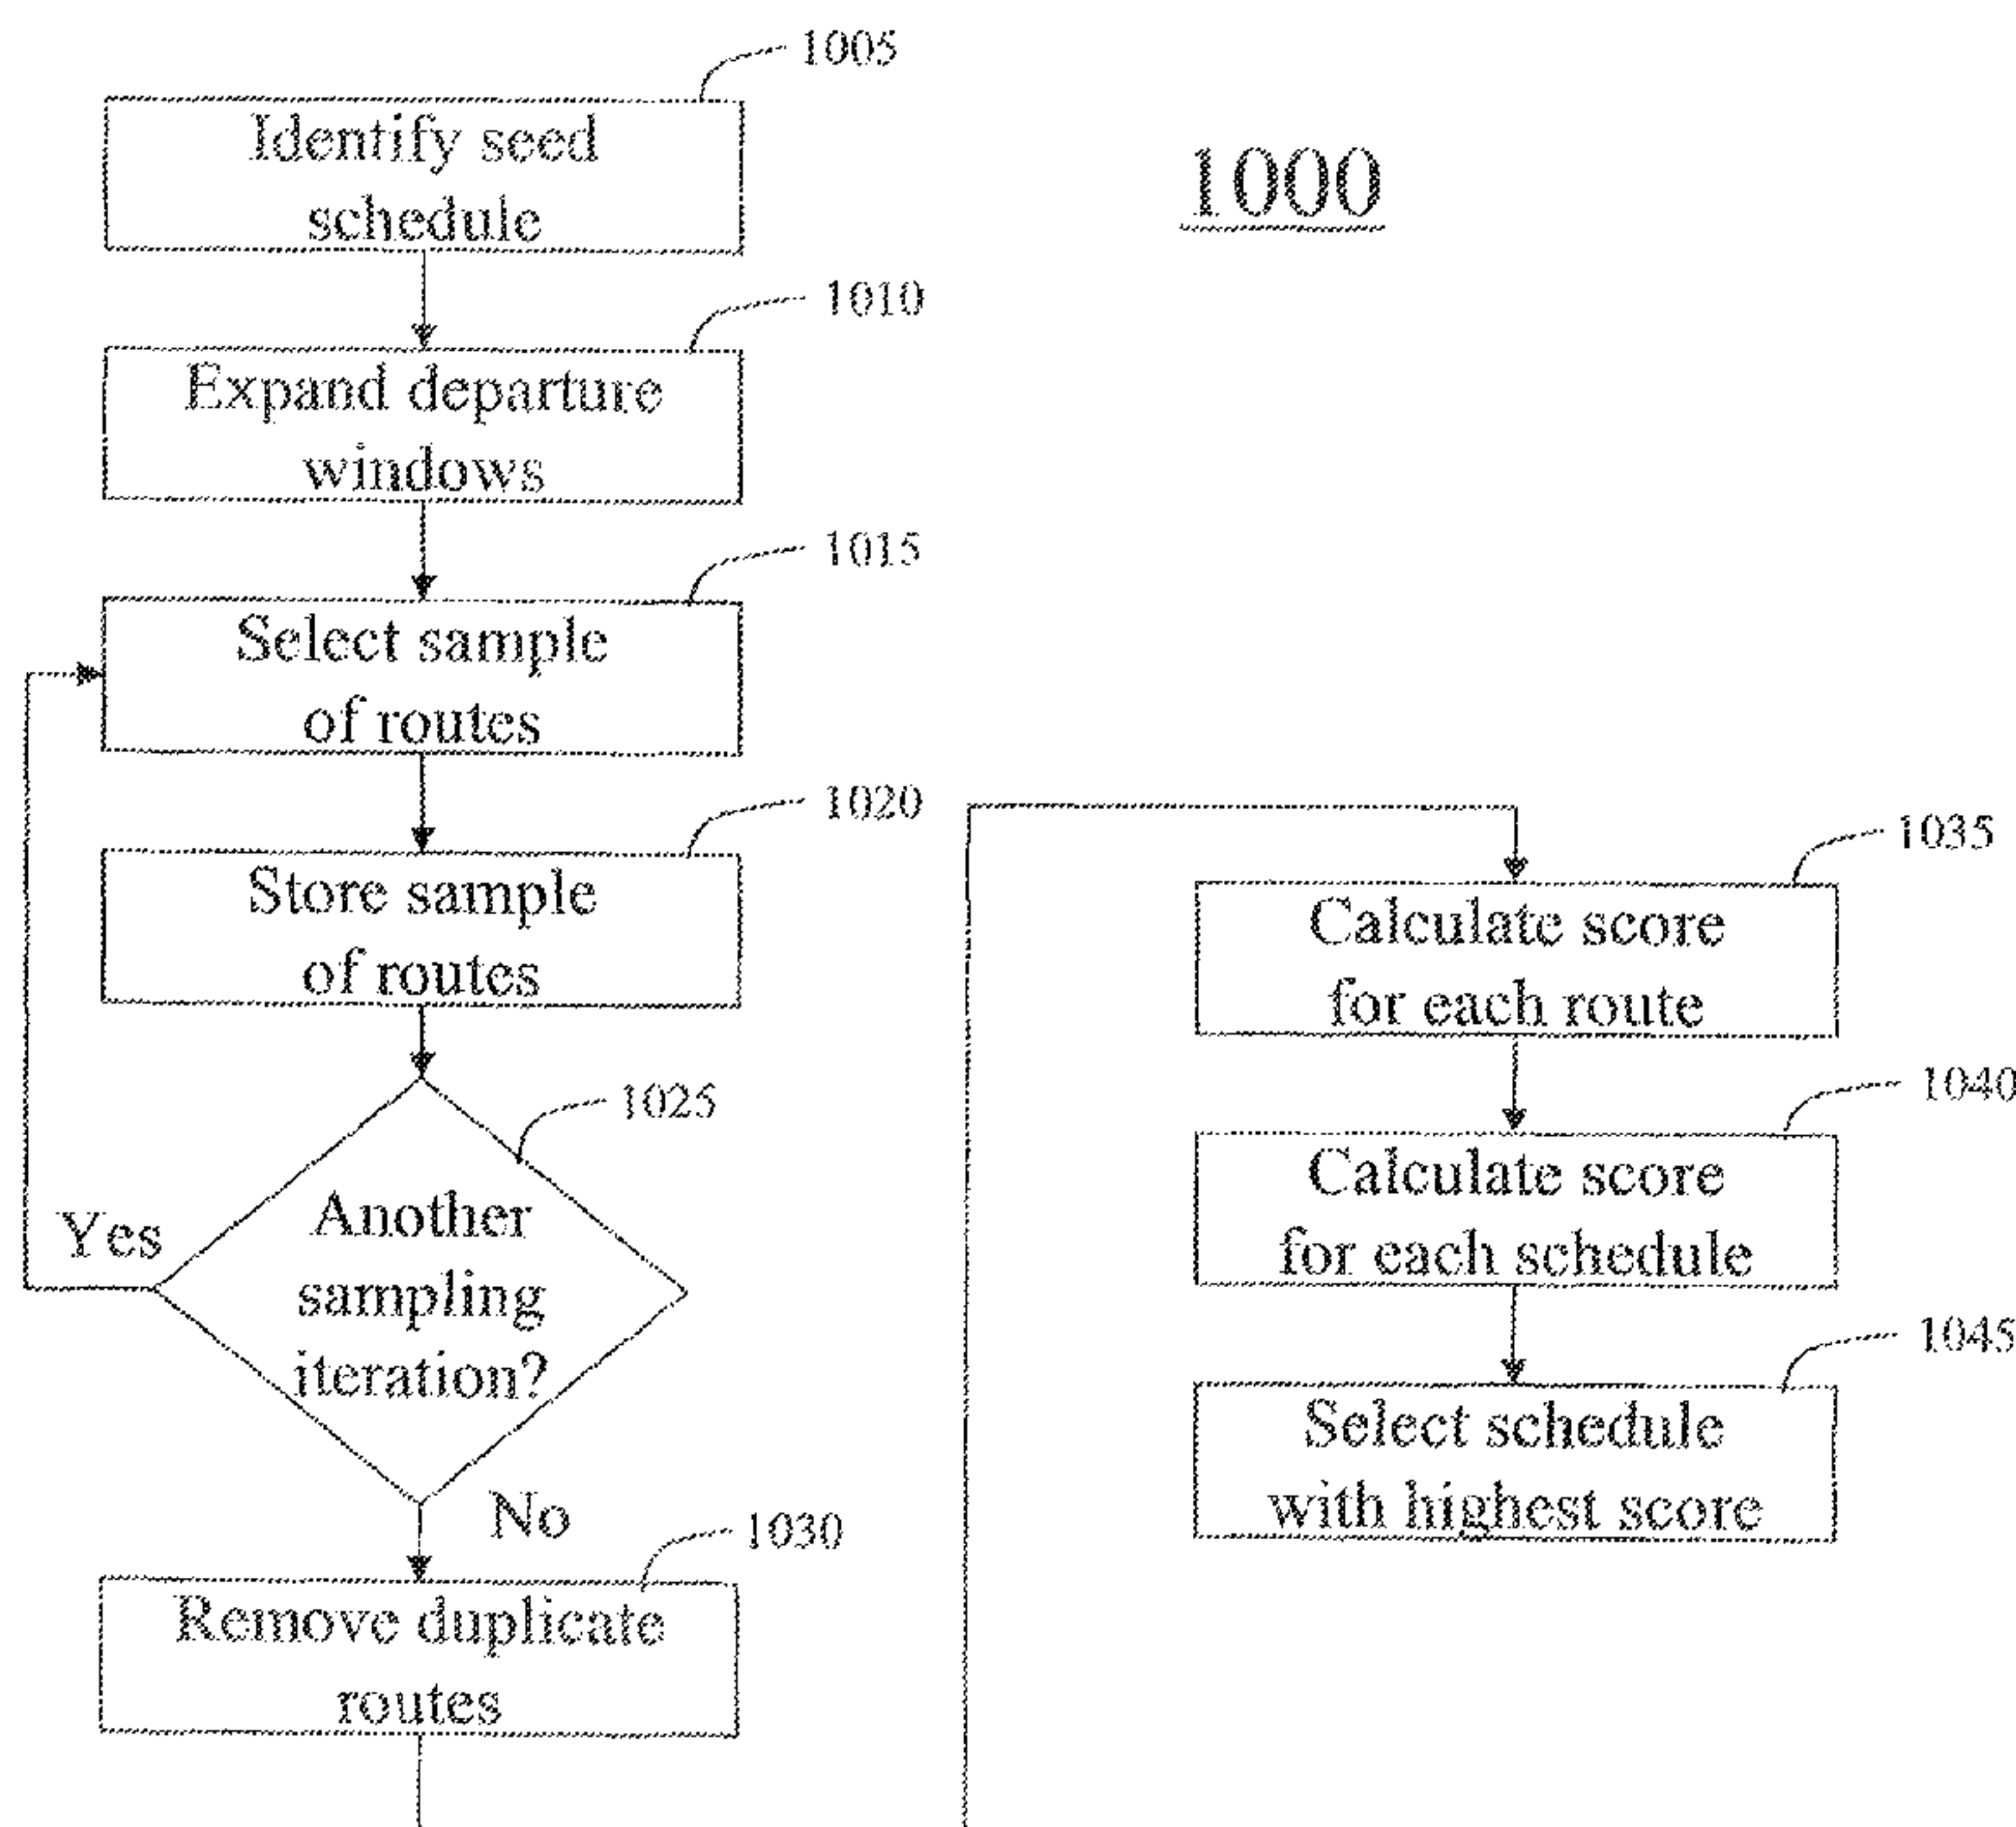 1005
Identify seed
schedule
1000
1010
Expand departure
windows
1015
Select sample
of routes
1020
Store sample
of routes
1025
Another
sampling
iteration?
Yes
No
1030
Remove duplicate
routes
1035
Calculate score
for each route
1040
Calculate score
for each schedule
1045
Select schedule
with highest score